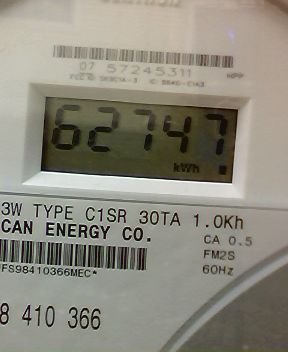 07 57245311 HPP
62747
kWh
3W TYPE C1SR 30TA 1.0Kh
CAN ENERGY CO.
CA 0.5
FM2S
FS98410366MEC*
60Hz
8 410 366